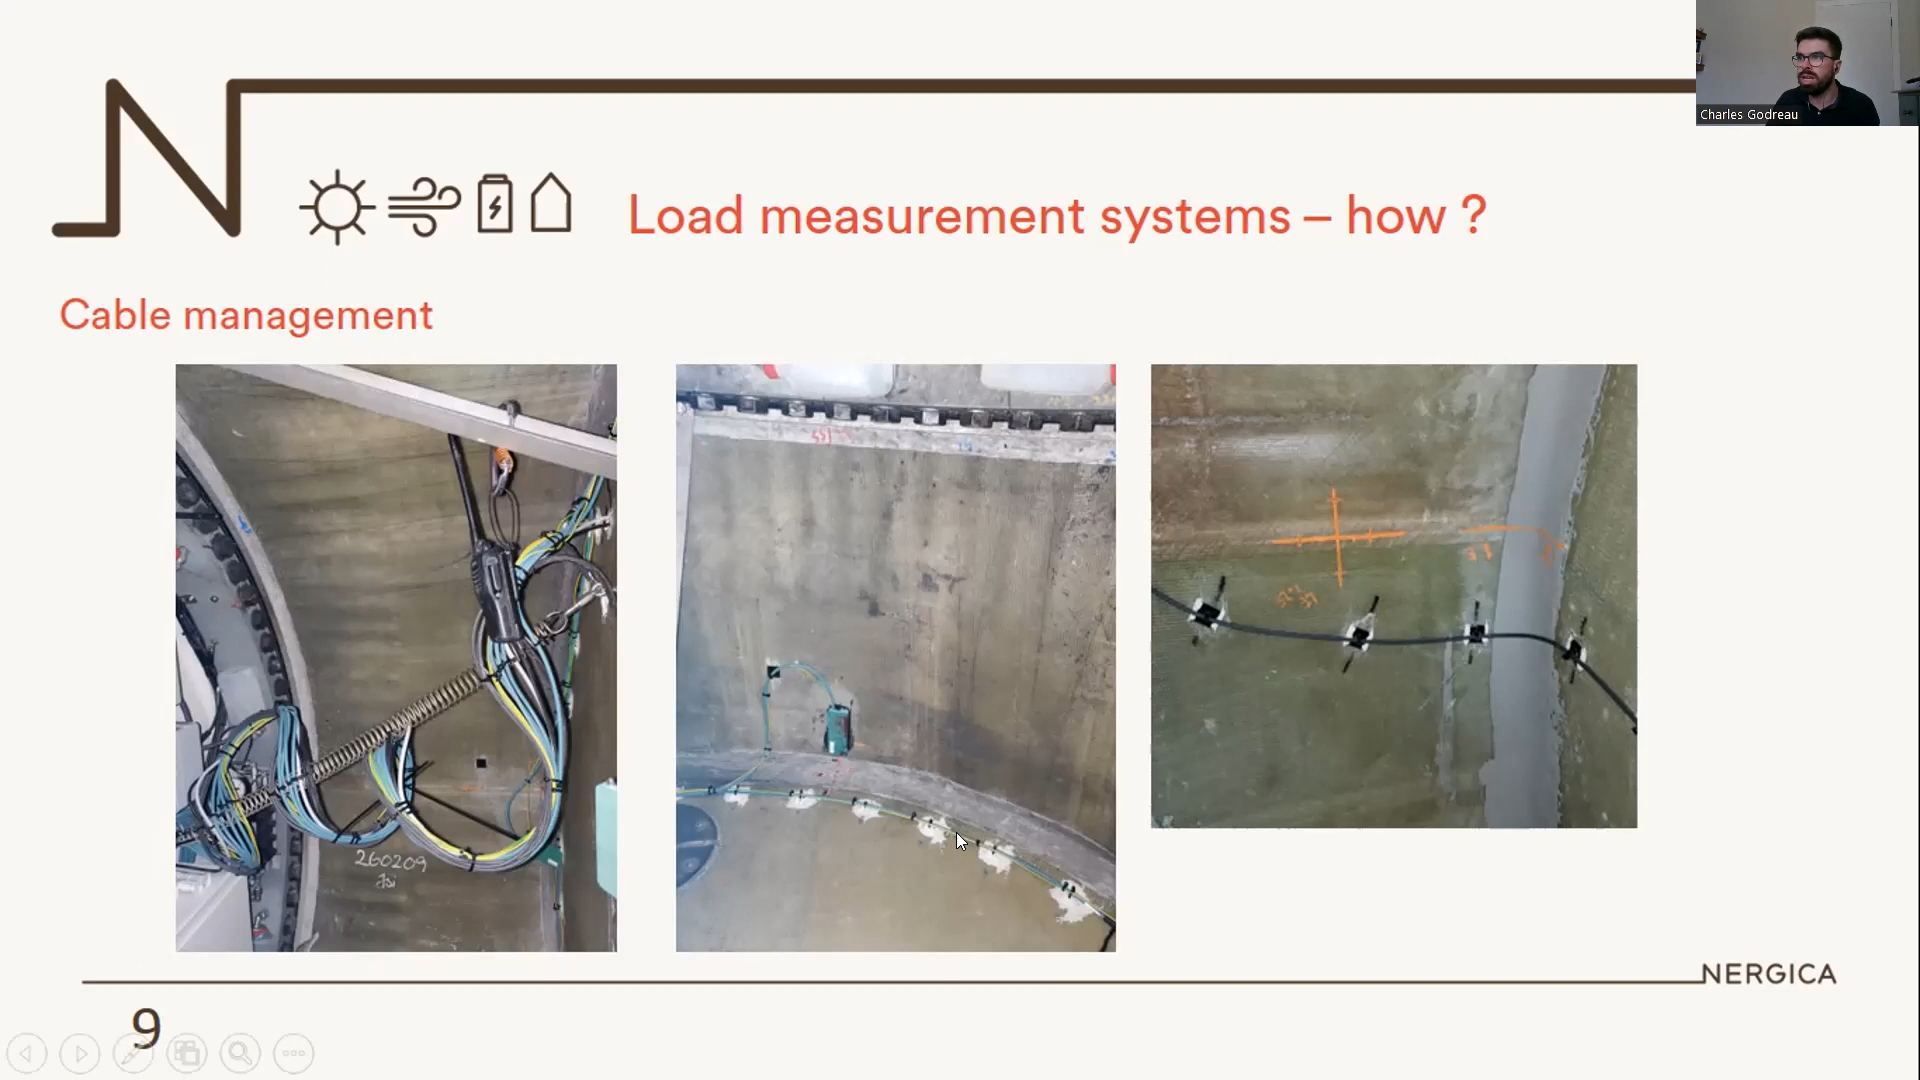 Charles Godreau
Load measurement systems – how ?
Cable management
260209
NERGICA
9